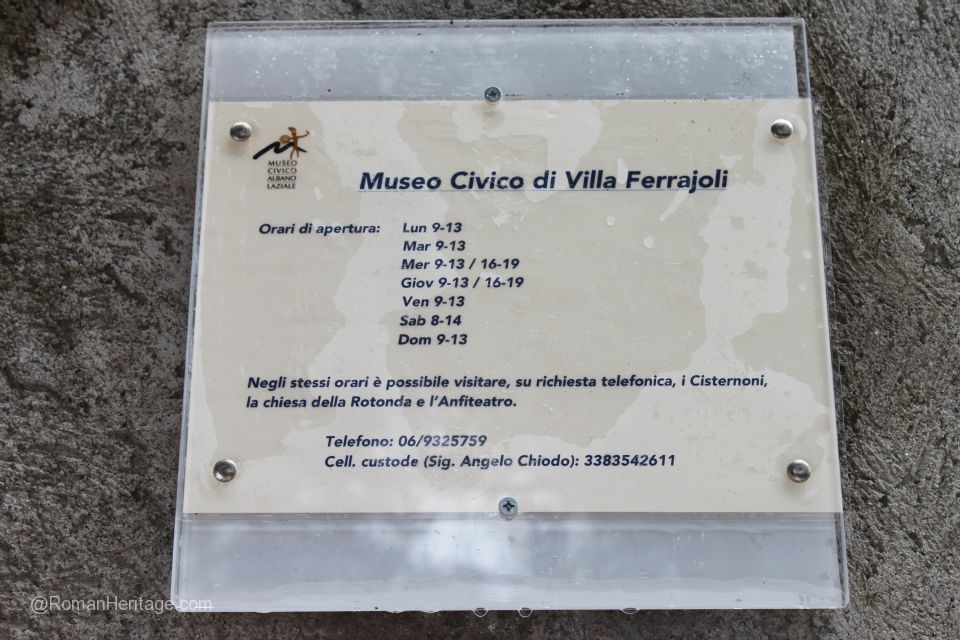 MUSEO
CIVICO
ALBANO
LAZIALE
Museo Civico di Villa Ferrajoli
Orari di apertura: Lun 9-13
Mar 9-13
Mer 9-13 / 16-19
Giov 9-13 / 16-19
Ven 9-13
Sab 8-14
Dom 9-13
Negli stessi orari è possibile visitare, su richiesta telefonica, i Cisternoni,
la chiesa della Rotonda e l'Anfiteatro.
Telefono: 06/9325759
Cell. custode (Sig. Angelo Chiodo): 3383542611
@RomanHeritage.com